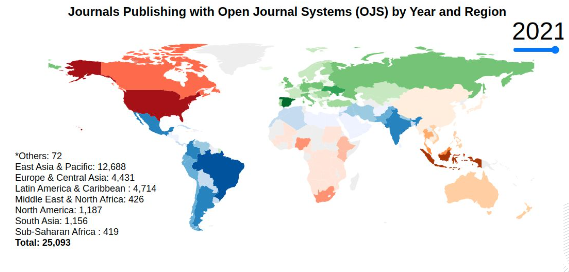 Journals Publishing with Open Journal Systems (OJS) by Year and Region
2021
*Others: 72
East Asia & Pacific: 12,688
Europe & Central Asia: 4,431
Latin America & Caribbean : 4,714
Middle East & North Africa: 426
North America: 1,187
South Asia: 1,156
Sub-Saharan Africa : 419
Total: 25,093